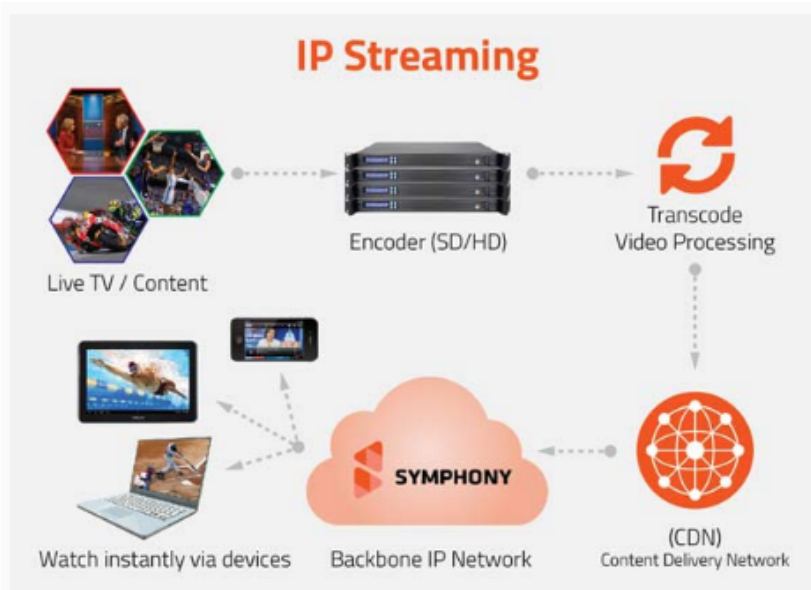 IP Streaming
Live TV / Content
Encoder (SD/HD)
Transcode
Video Processing
(CDN)
Content Delivery Network
SYMPHONY
Backbone IP Network
Watch instantly via devices